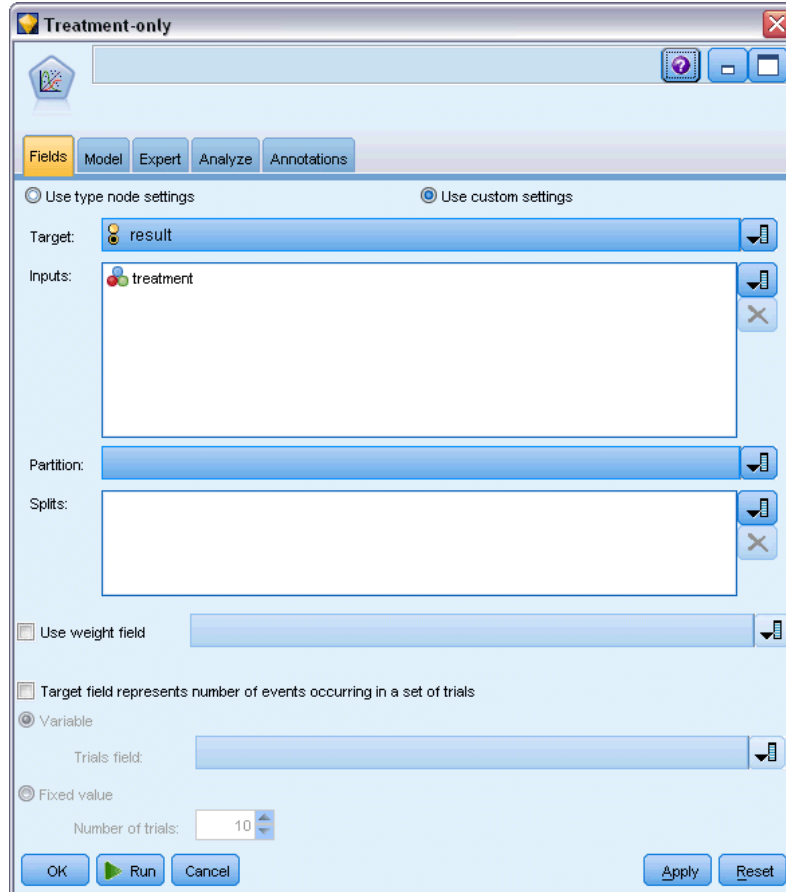 Treatment-only
?
Fields Model Expert Analyze Annotations
Use type node settings Use custom settings
Target: result
Inputs: treatment
Partition:
Splits:
Use weight field
Target field represents number of events occurring in a set of trials
Variable
Trials field:
Fixed value
Number of trials: 10
OK Run Cancel Apply Reset